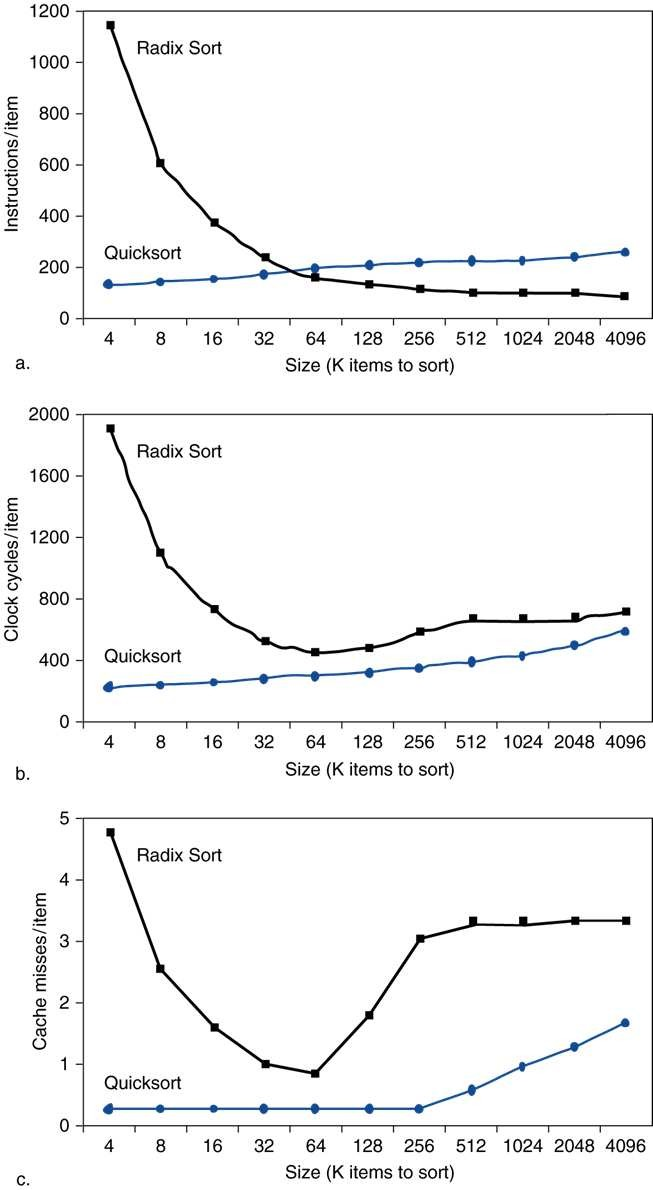 1200
Radix Sort
1000
800
600
400
Quicksort
200
0
Instructions/item
4 8 16 32 64 128 256 512 1024 2048 4096
Size (K items to sort)
a.
2000
Radix Sort
1600
1200
800
Quicksort
400
0
Clock cycles/item
4 8 16 32 64 128 256 512 1024 2048 4096
Size (K items to sort)
b.
5
Radix Sort
4
3
2
1
Quicksort
0
Cache misses/item
4 8 16 32 64 128 256 512 1024 2048 4096
Size (K items to sort)
c.